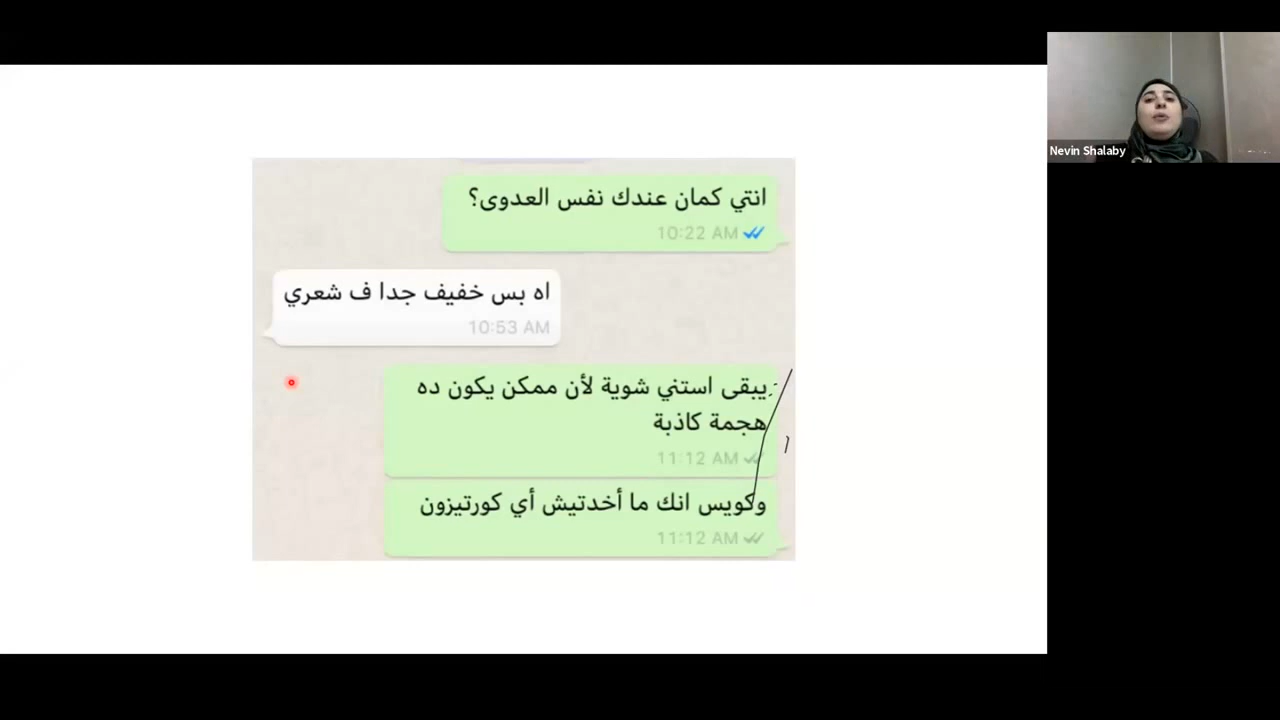 انتي كمان عندك نفس العدوى؟
10:22 AM
اه بس خفيف جدا ف شعري
10:53 AM
يبقى استني شوية لأن ممكن يكون ده
هجمة كاذبة
11:12 AM
وكويس انك ما أخدتيش أي كورتيزون
11:12 AM
Nevin Shalaby